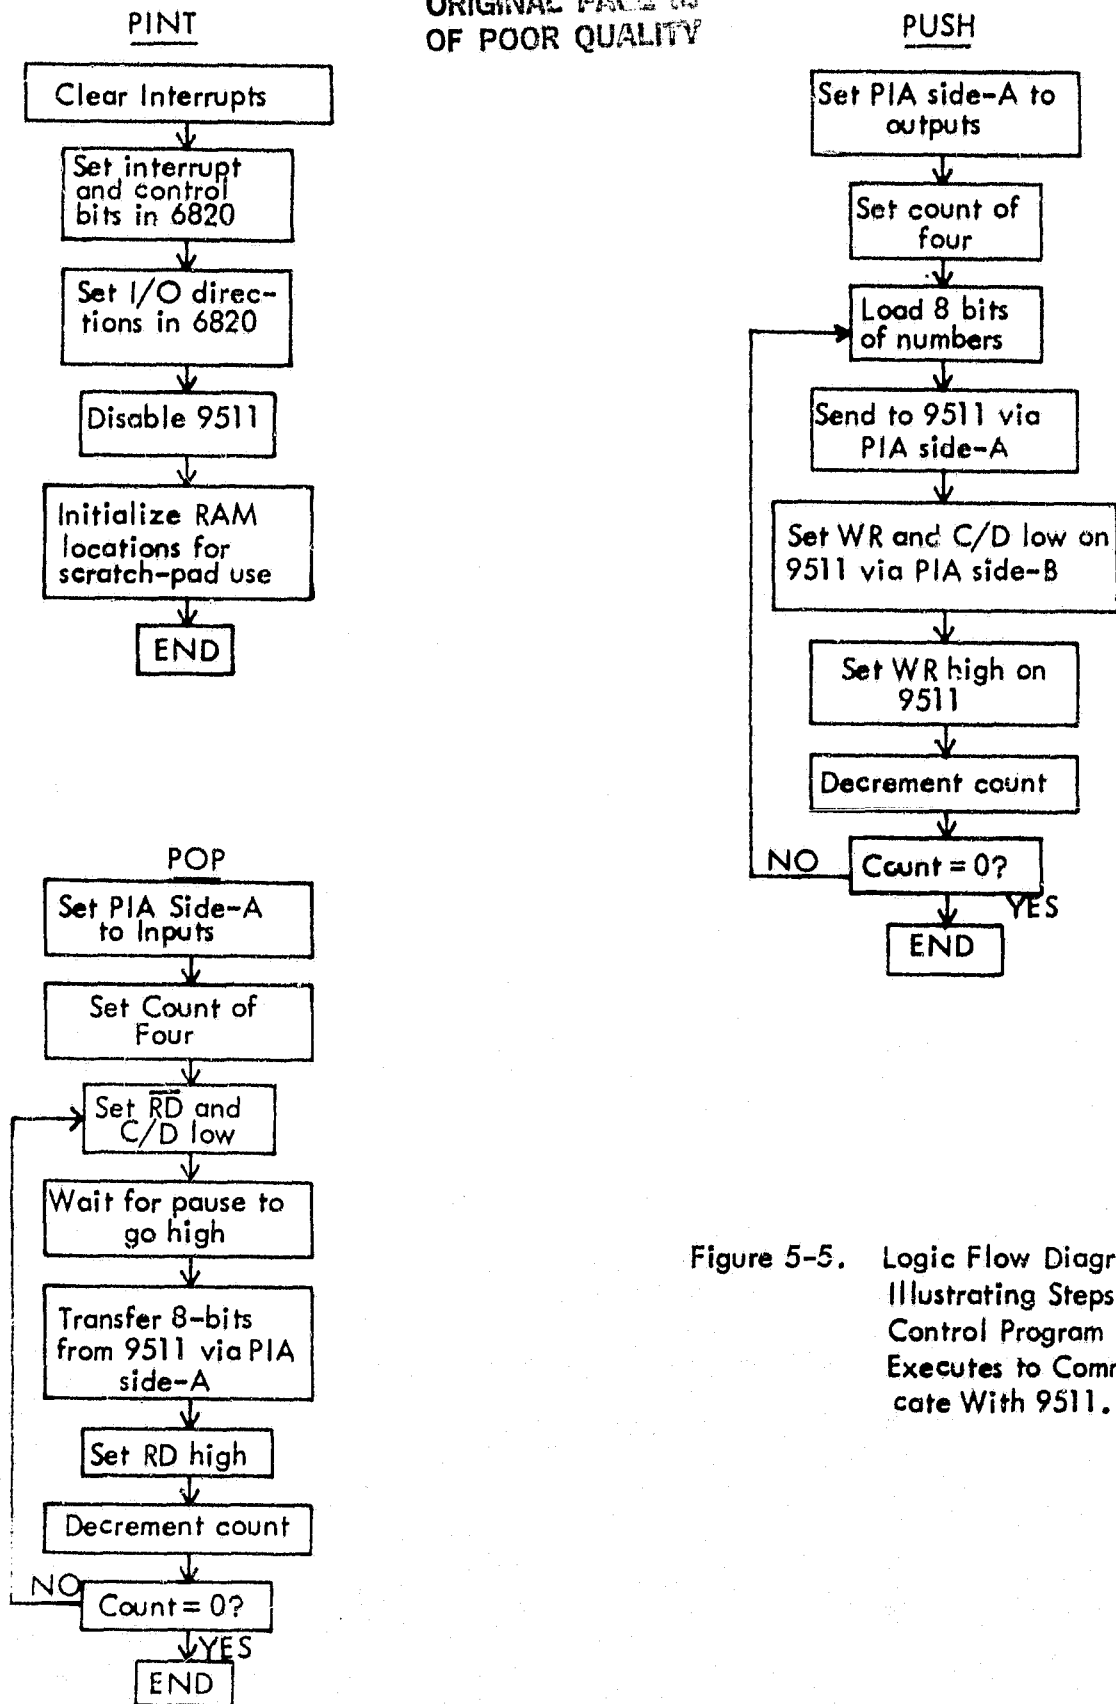 ORIGINAL PAGE IS
OF POOR QUALITY
PINT
Clear Interrupts
Set interrupt
and control
bits in 6820
Set I/O direc-
tions in 6820
Disable 9511
Initialize RAM
locations for
scratch-pad use
END
PUSH
Set PIA side-A to
outputs
Set count of
four
Load 8 bits
of numbers
Send to 9511 via
PIA side-A
Set WR and C/D low on
9511 via PIA side-B
Set WR high on
9511
Decrement count
NO
Count = 0?
YES
END
POP
Set PIA Side-A
to Inputs
Set Count of
Four
Set R̅D̅ and
C/D low
Wait for pause to
go high
Transfer 8-bits
from 9511 via PIA
side-A
Set RD high
Decrement count
NO
Count = 0?
YES
END
Figure 5-5. Logic Flow Diagr
Illustrating Steps
Control Program
Executes to Comm
cate With 9511.